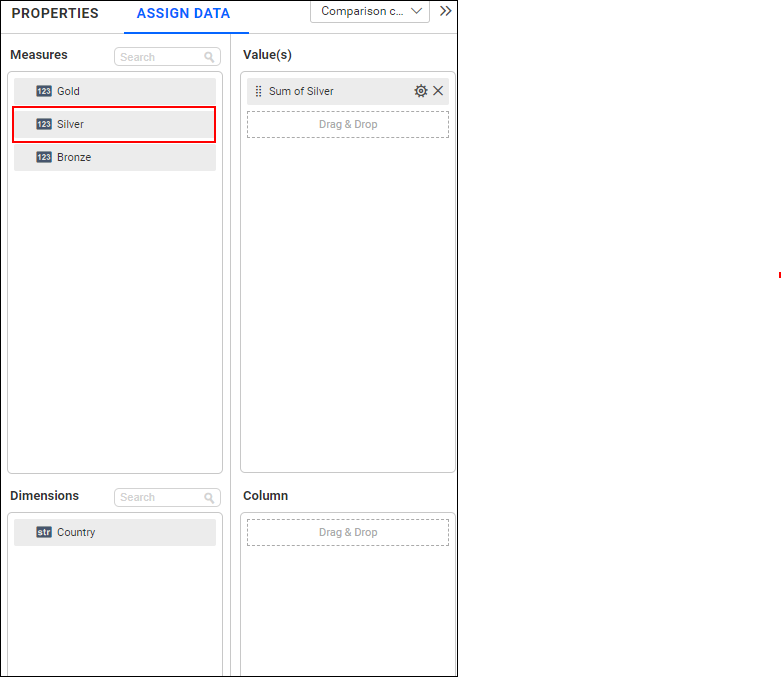 PROPERTIES
ASSIGN DATA
Comparison c...
Measures
Search
Value(s)
123 Gold
123 Silver
123 Bronze
Sum of Silver
Drag & Drop
Dimensions
Search
Column
str Country
Drag & Drop